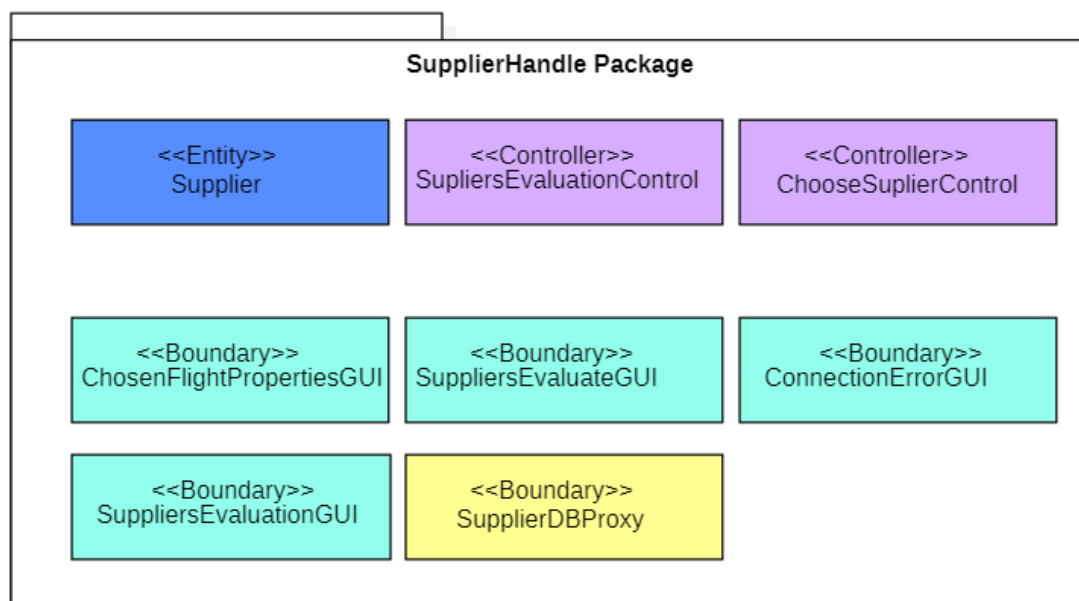 SupplierHandle Package
<<Entity>>
Supplier
<<Controller>>
SupliersEvaluationControl
<<Controller>>
ChooseSuplierControl
<<Boundary>>
ChosenFlightPropertiesGUI
<<Boundary>>
SuppliersEvaluateGUI
<<Boundary>>
ConnectionErrorGUI
<<Boundary>>
SuppliersEvaluationGUI
<<Boundary>>
SupplierDBProxy